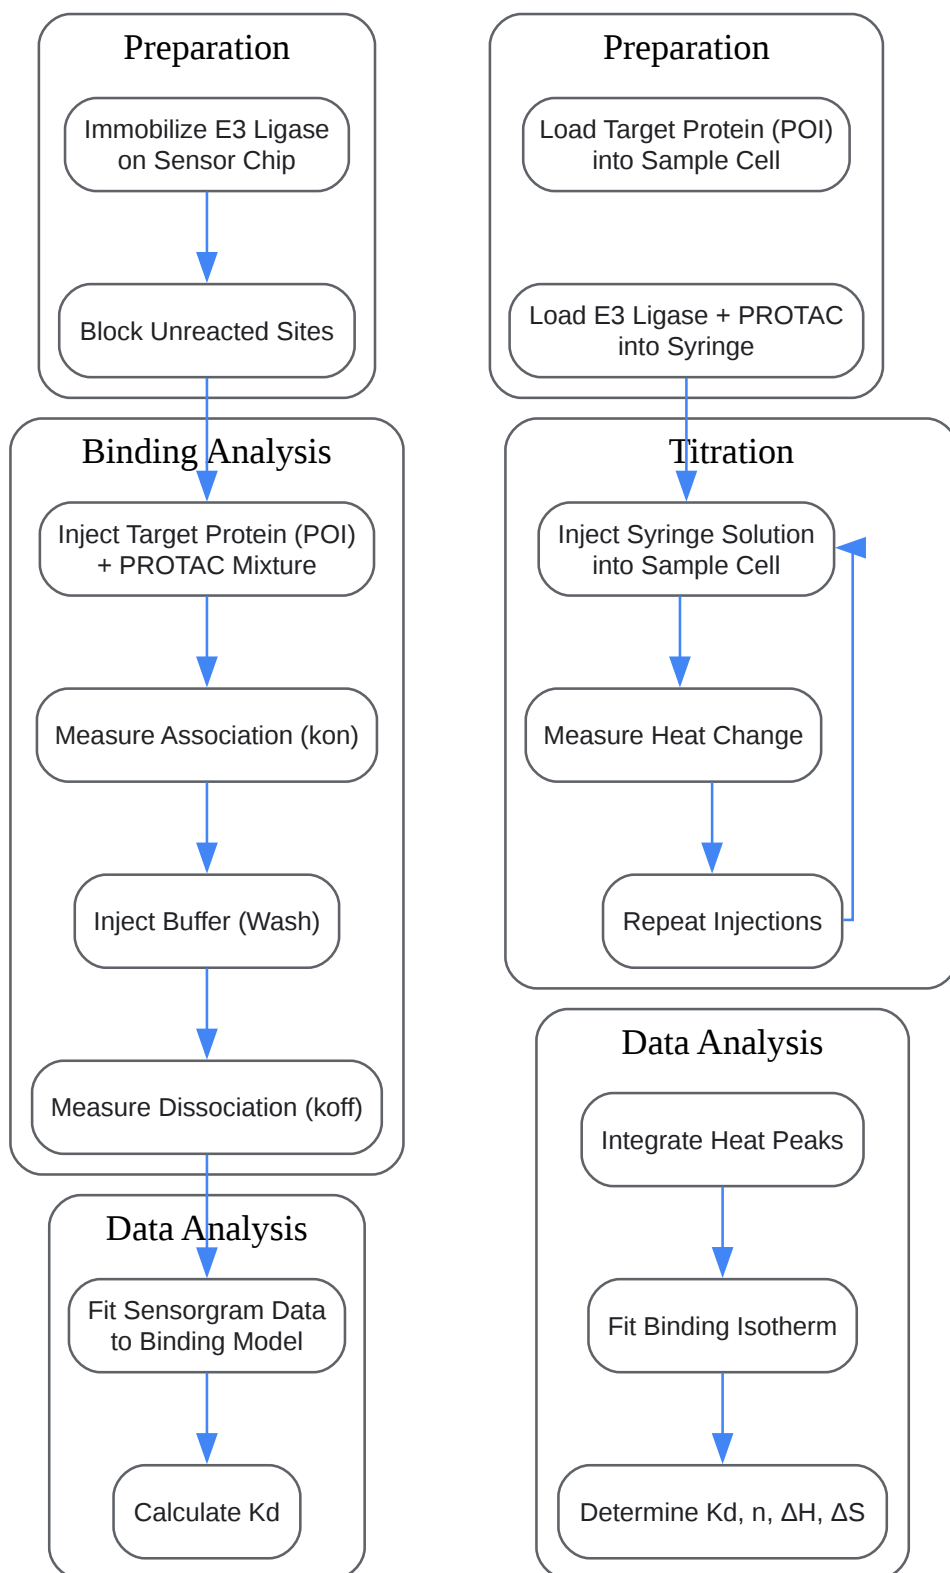 Preparation
Immobilize E3 Ligase
on Sensor Chip
Block Unreacted Sites
Binding Analysis
Inject Target Protein (POI)
+ PROTAC Mixture
Measure Association (kon)
Inject Buffer (Wash)
Measure Dissociation (koff)
Data Analysis
Fit Sensorgram Data
to Binding Model
Calculate Kd
Preparation
Load Target Protein (POI)
into Sample Cell
Load E3 Ligase + PROTAC
into Syringe
Titration
Inject Syringe Solution
into Sample Cell
Measure Heat Change
Repeat Injections
Data Analysis
Integrate Heat Peaks
Fit Binding Isotherm
Determine Kd, n, ΔH, ΔS